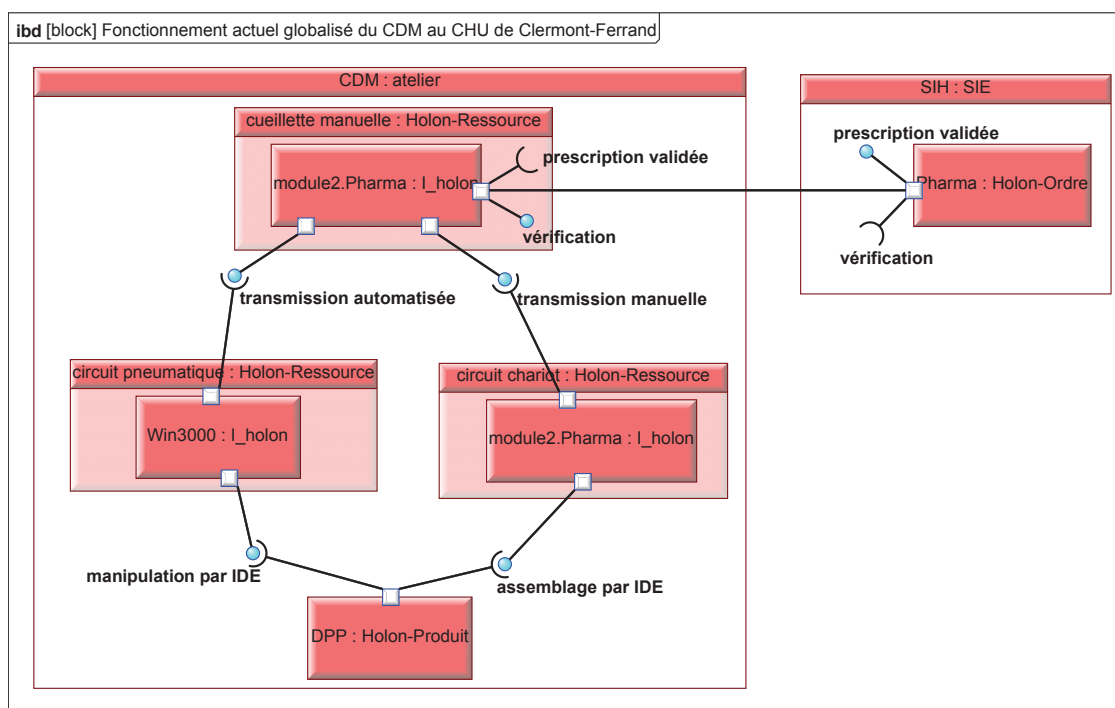 ibd [block] Fonctionnement actuel globalisé du CDM au CHU de Clermont-Ferrand
CDM : atelier
SIH : SIE
cueillette manuelle : Holon-Ressource
prescription validée
prescription validée
module2.Pharma : I_holon
Pharma : Holon-Ordre
vérification
vérification
transmission automatisée
transmission manuelle
circuit pneumatique : Holon-Ressource
circuit chariot : Holon-Ressource
Win3000 : I_holon
module2.Pharma : I_holon
manipulation par IDE
assemblage par IDE
DPP : Holon-Produit